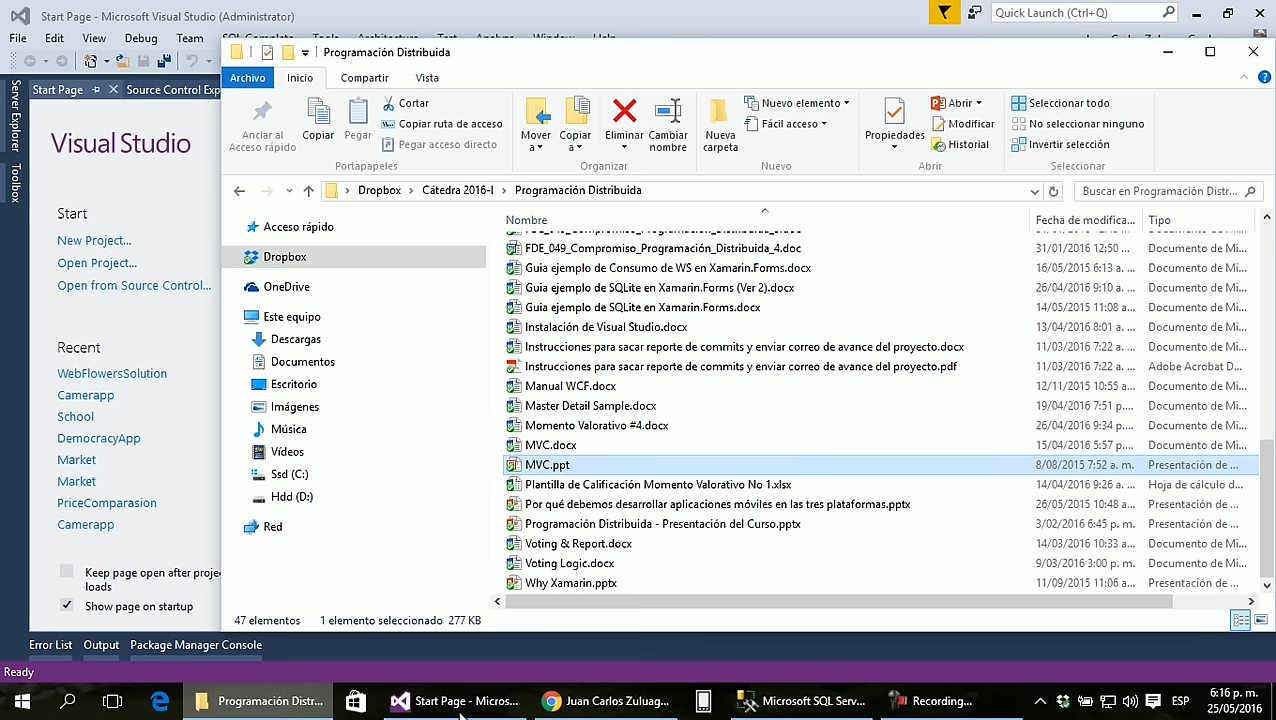 Start Page - Microsoft Visual Studio (Administrator)
Quick Launch (Ctrl+Q)
File Edit View Debug Team
Start Page Source Control Exp
Server Explorer
Toolbox
Visual Studio
Start
New Project...
Open Project...
Open from Source Control...
Recent
WebFlowersSolution
Camerapp
School
DemocracyApp
Market
Market
PriceComparasion
Camerapp
Keep page open after proje
loads
Show page on startup
Error List Output Package Manager Console
Ready
Programación Distribuida
Archivo Inicio Compartir Vista
Anclar al
Acceso rápido
Copiar
Pegar
Cortar
Copiar ruta de acceso
Pegar acceso directo
Portapapeles
Mover
a
Copiar
a
Eliminar
Cambiar
nombre
Organizar
Nueva
carpeta
Nuevo elemento
Fácil acceso
Nuevo
Propiedades
Abrir
Modificar
Historial
Abrir
Seleccionar todo
No seleccionar ninguno
Invertir selección
Seleccionar
Dropbox Cátedra 2016-I Programación Distribuida
Buscar en Programación Distr...
Acceso rápido
Dropbox
OneDrive
Este equipo
Descargas
Documentos
Escritorio
Imágenes
Música
Vídeos
Ssd (C:)
Hdd (D:)
Red
Nombre Fecha de modifica... Tipo
FDE_049_Compromiso_Programación_Distribuida_4.doc 31/01/2016 12:50 ... Documento de Mi...
Guia ejemplo de Consumo de WS en Xamarin.Forms.docx 16/05/2015 6:13 a. ... Documento de Mi...
Guia ejemplo de SQLite en Xamarin.Forms (Ver 2).docx 26/04/2016 9:10 a. ... Documento de Mi...
Guia ejemplo de SQLite en Xamarin.Forms.docx 14/05/2015 11:08 a... Documento de Mi...
Instalación de Visual Studio.docx 13/04/2016 8:01 a. ... Documento de Mi...
Instrucciones para sacar reporte de commits y enviar correo de avance del proyecto.docx 11/03/2016 7:22 a. ... Documento de Mi...
Instrucciones para sacar reporte de commits y enviar correo de avance del proyecto.pdf 11/03/2016 7:22 a. ... Adobe Acrobat D...
Manual WCF.docx 12/11/2015 10:55 a... Documento de Mi...
Master Detail Sample.docx 19/04/2016 7:51 p.... Documento de Mi...
Momento Valorativo #4.docx 26/04/2016 9:34 p.... Documento de Mi...
MVC.docx 15/04/2016 5:57 p.... Documento de Mi...
MVC.ppt 8/08/2015 7:52 a. m. Presentación de ...
Plantilla de Calificación Momento Valorativo No 1.xlsx 14/04/2016 9:26 a. ... Hoja de cálculo d...
Por qué debemos desarrollar aplicaciones móviles en las tres plataformas.pptx 26/05/2015 10:48 a... Presentación de ...
Programación Distribuida - Presentación del Curso.pptx 3/02/2016 6:45 p. m. Presentación de ...
Voting & Report.docx 14/03/2016 10:33 a... Documento de Mi...
Voting Logic.docx 9/03/2016 3:00 p. m. Documento de Mi...
Why Xamarin.pptx 11/09/2015 11:06 a... Presentación de ...
47 elementos 1 elemento seleccionado 277 KB
Programación Distr... Start Page - Micros... Juan Carlos Zuluag... Microsoft SQL Serv... Recording... ESP
6:16 p. m.
25/05/2016